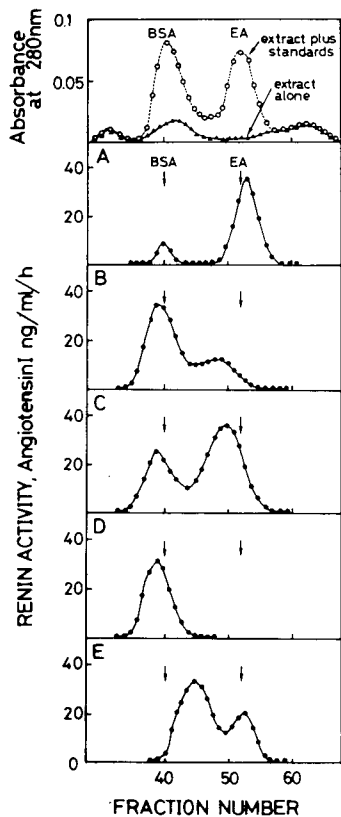 Absorbance
at 280nm
0.1
0.05
BSA
EA
extract plus
standards
extract
alone
RENIN ACTIVITY, Angiotensin I ng/ml/h
A
BSA
EA
40
20
B
40
20
C
40
20
D
40
20
E
40
20
0
40
50
60
FRACTION NUMBER